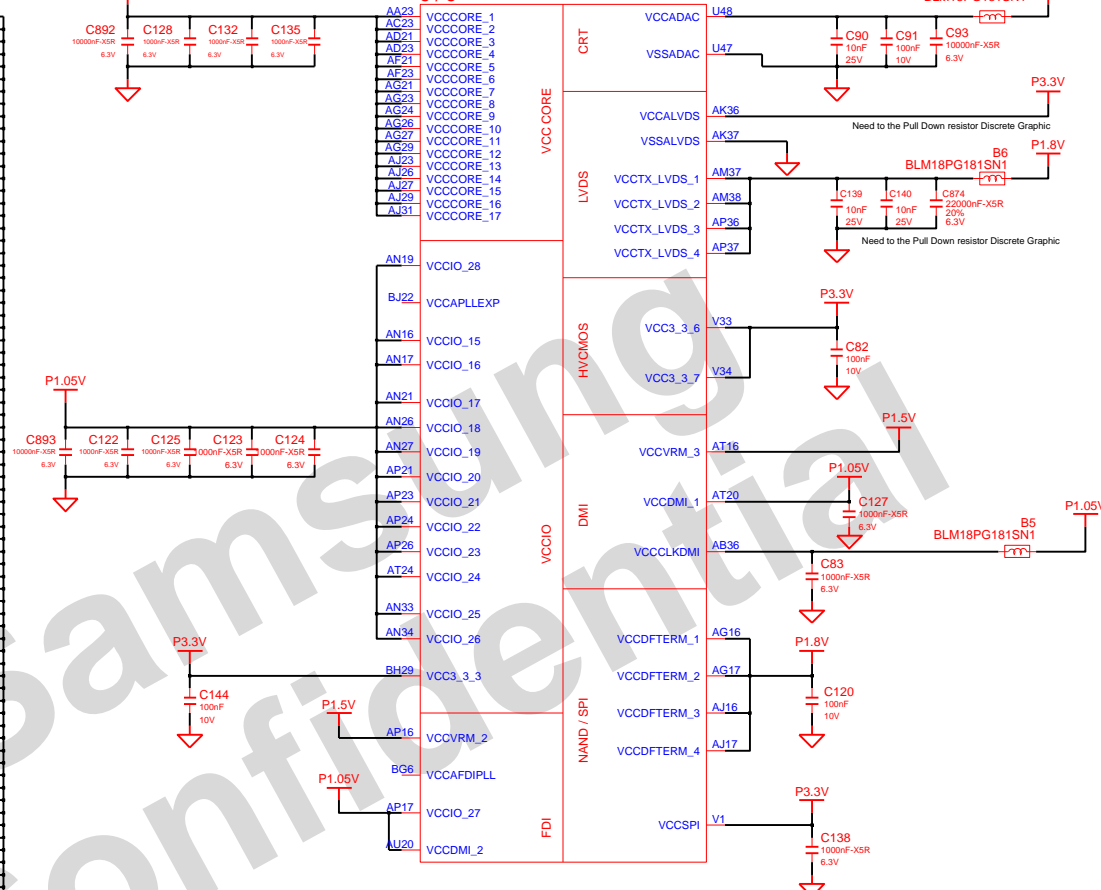 C892
10000nF-X5R
6.3V
C128
1000nF-X5R
6.3V
C132
1000nF-X5R
6.3V
C135
1000nF-X5R
6.3V
AA23 VCCCORE_1
AC23 VCCCORE_2
AD21 VCCCORE_3
AD23 VCCCORE_4
AF21 VCCCORE_5
AF23 VCCCORE_6
AG21 VCCCORE_7
AG23 VCCCORE_8
AG24 VCCCORE_9
AG26 VCCCORE_10
AG27 VCCCORE_11
AG29 VCCCORE_12
AJ23 VCCCORE_13
AJ26 VCCCORE_14
AJ27 VCCCORE_15
AJ29 VCCCORE_16
AJ31 VCCCORE_17
VCC CORE
AN19 VCCIO_28
BJ22 VCCAPLLEXP
AN16 VCCIO_15
AN17 VCCIO_16
AN21 VCCIO_17
AN26 VCCIO_18
AN27 VCCIO_19
AP21 VCCIO_20
AP23 VCCIO_21
AP24 VCCIO_22
AP26 VCCIO_23
AT24 VCCIO_24
AN33 VCCIO_25
AN34 VCCIO_26
BH29 VCC3_3_3
VCCIO
P1.05V
C893
10000nF-X5R
6.3V
C122
1000nF-X5R
6.3V
C125
1000nF-X5R
6.3V
C123
1000nF-X5R
6.3V
C124
1000nF-X5R
6.3V
P3.3V
C144
100nF
10V
P1.5V
AP16 VCCVRM_2
BG6 VCCAFDIPLL
P1.05V
AP17 VCCIO_27
AU20 VCCDMI_2
FDI
CRT
VCCADAC U48
VSSADAC U47
C90
10nF
25V
C91
100nF
10V
C93
10000nF-X5R
6.3V
LVDS
P3.3V
VCCALVDS AK36
Need to the Pull Down resistor Discrete Graphic
VSSALVDS AK37
B6
BLM18PG181SN1
P1.8V
VCCTX_LVDS_1 AM37
VCCTX_LVDS_2 AM38
VCCTX_LVDS_3 AP36
VCCTX_LVDS_4 AP37
C139
10nF
25V
C140
10nF
25V
C874
22000nF-X5R
20%
6.3V
Need to the Pull Down resistor Discrete Graphic
HVCMOS
P3.3V
VCC3_3_6 V33
VCC3_3_7 V34
C82
100nF
10V
DMI
P1.5V
VCCVRM_3 AT16
P1.05V
VCCDMI_1 AT20
C127
1000nF-X5R
6.3V
VCCCLKDMI AB36
B5
BLM18PG181SN1
P1.05V
C83
1000nF-X5R
6.3V
NAND / SPI
VCCDFTERM_1 AG16
VCCDFTERM_2 AG17
VCCDFTERM_3 AJ16
VCCDFTERM_4 AJ17
P1.8V
C120
100nF
10V
P3.3V
VCCSPI V1
C138
1000nF-X5R
6.3V
Samsung
Confidential